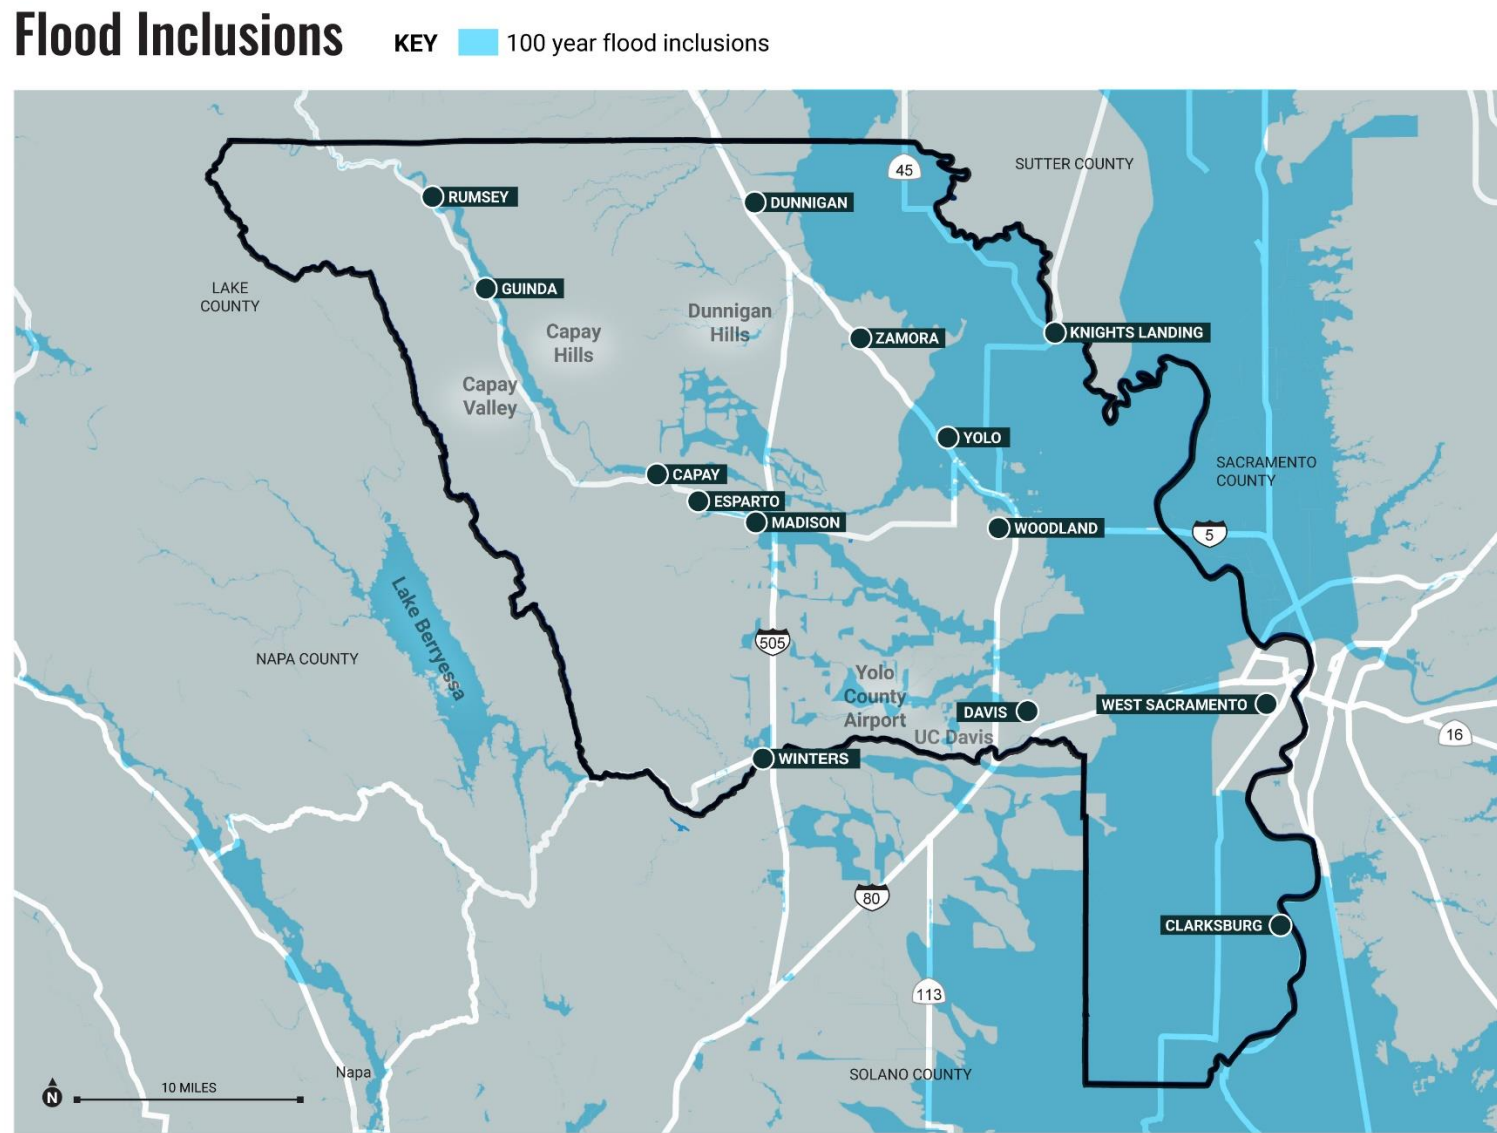 Flood Inclusions
KEY
100 year flood inclusions
45
SUTTER COUNTY
RUMSEY
DUNNIGAN
LAKE
COUNTY
GUINDA
Capay
Hills
Dunnigan
Hills
ZAMORA
KNIGHTS LANDING
Capay
Valley
YOLO
SACRAMENTO
COUNTY
CAPAY
ESPARTO
MADISON
WOODLAND
5
Lake Berryessa
505
NAPA COUNTY
Yolo
County
Airport
DAVIS
WEST SACRAMENTO
UC Davis
16
WINTERS
80
CLARKSBURG
113
Napa
SOLANO COUNTY
N
10 MILES